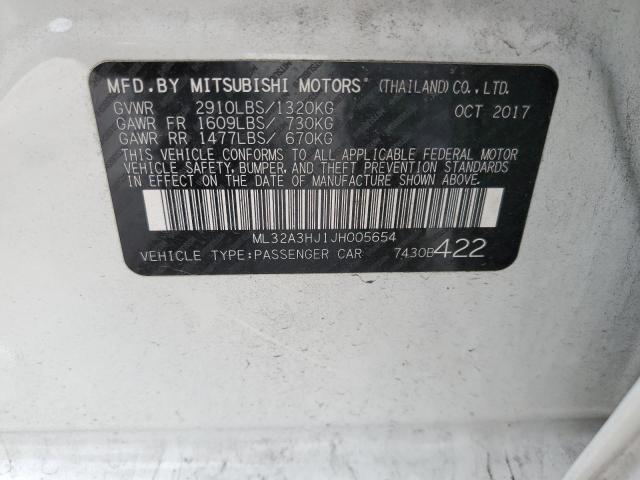 MFD.BY MITSUBISHI MOTORS® (THAILAND) CO., LTD.
GVWR 2910LBS/1320KG OCT 2017
GAWR FR 1609LBS/ 730KG
GAWR RR 1477LBS/ 670KG
THIS VEHICLE CONFORMS TO ALL APPLICABLE FEDERAL MOTOR
VEHICLE SAFETY, BUMPER, AND THEFT PREVENTION STANDARDS
IN EFFECT ON THE DATE OF MANUFACTURE SHOWN ABOVE.
ML32A3HJ1JH005654
VEHICLE TYPE:PASSENGER CAR 7430B422